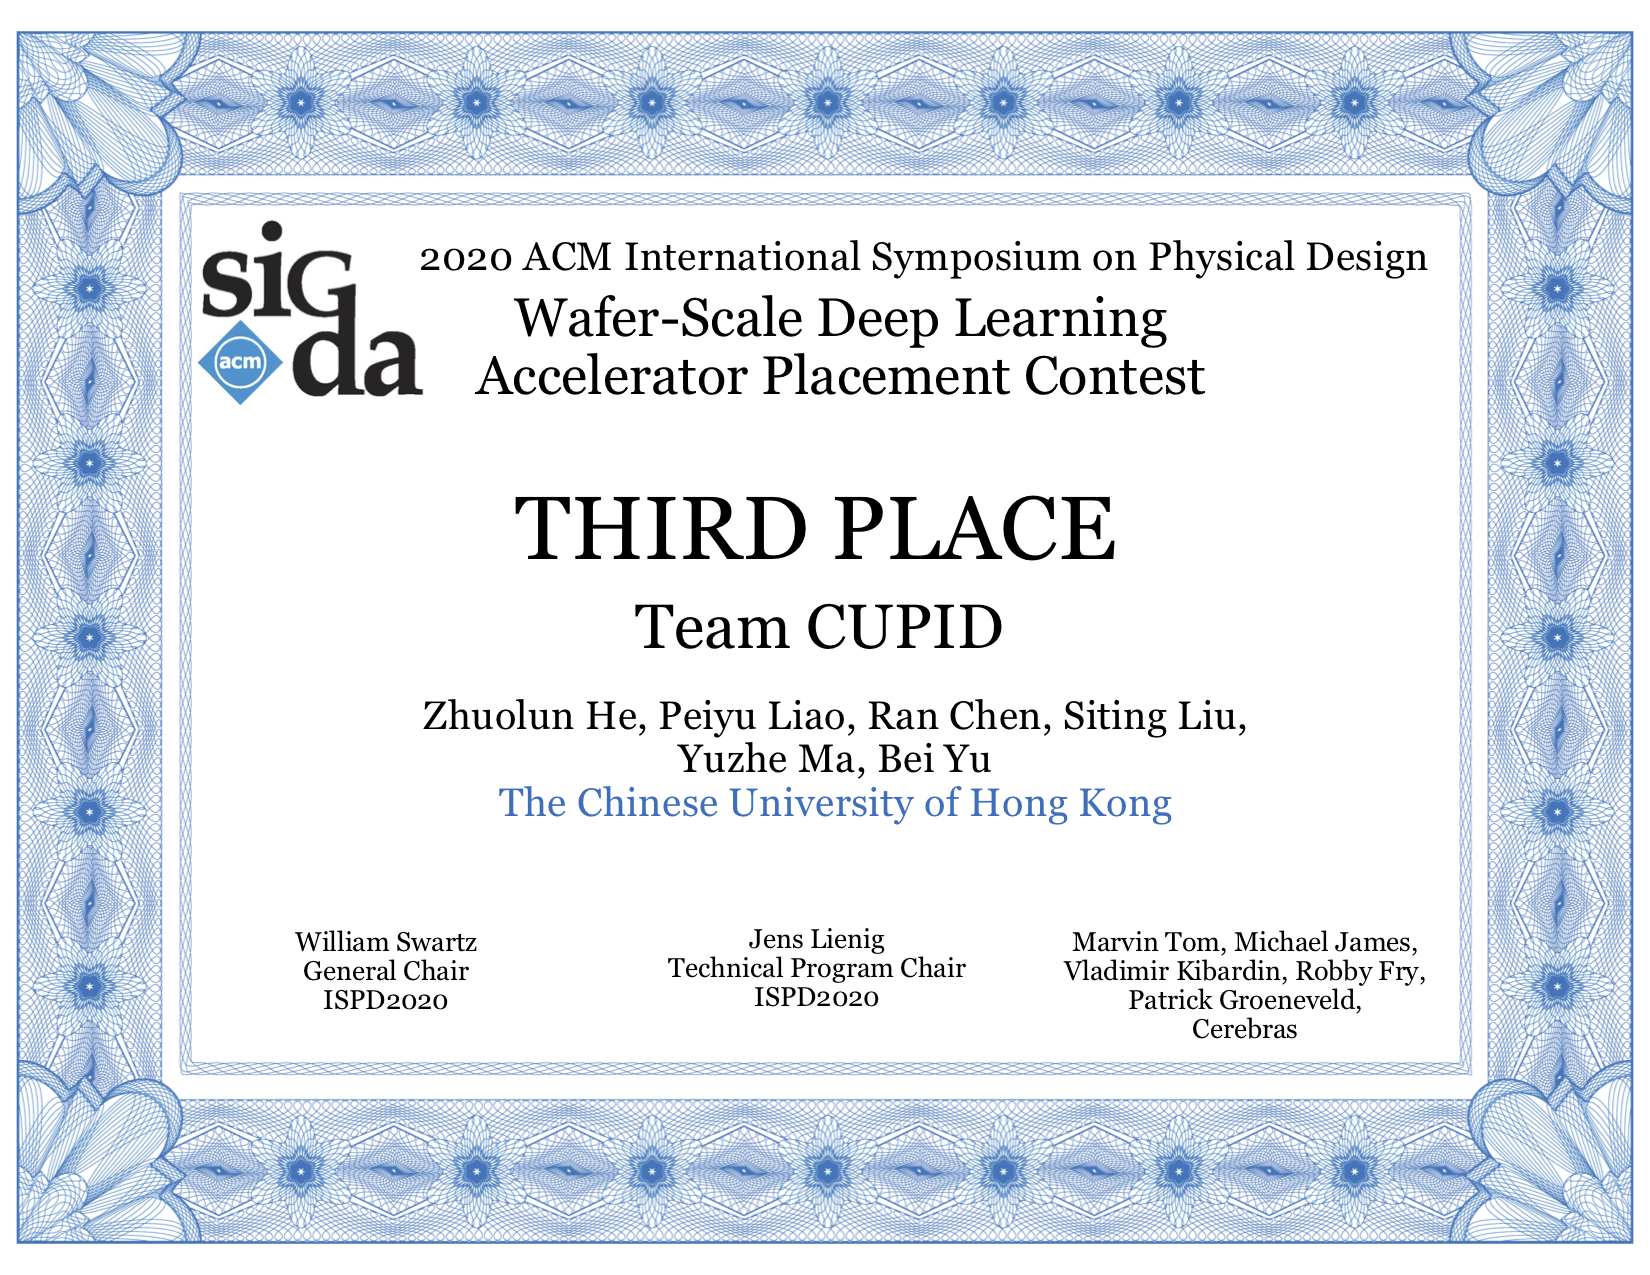 sigda
acm
2020 ACM International Symposium on Physical Design
Wafer-Scale Deep Learning
Accelerator Placement Contest
THIRD PLACE
Team CUPID
Zhuolun He, Peiyu Liao, Ran Chen, Siting Liu,
Yuzhe Ma, Bei Yu
The Chinese University of Hong Kong
William Swartz
General Chair
ISPD2020
Jens Lienig
Technical Program Chair
ISPD2020
Marvin Tom, Michael James,
Vladimir Kibardin, Robby Fry,
Patrick Groeneveld,
Cerebras